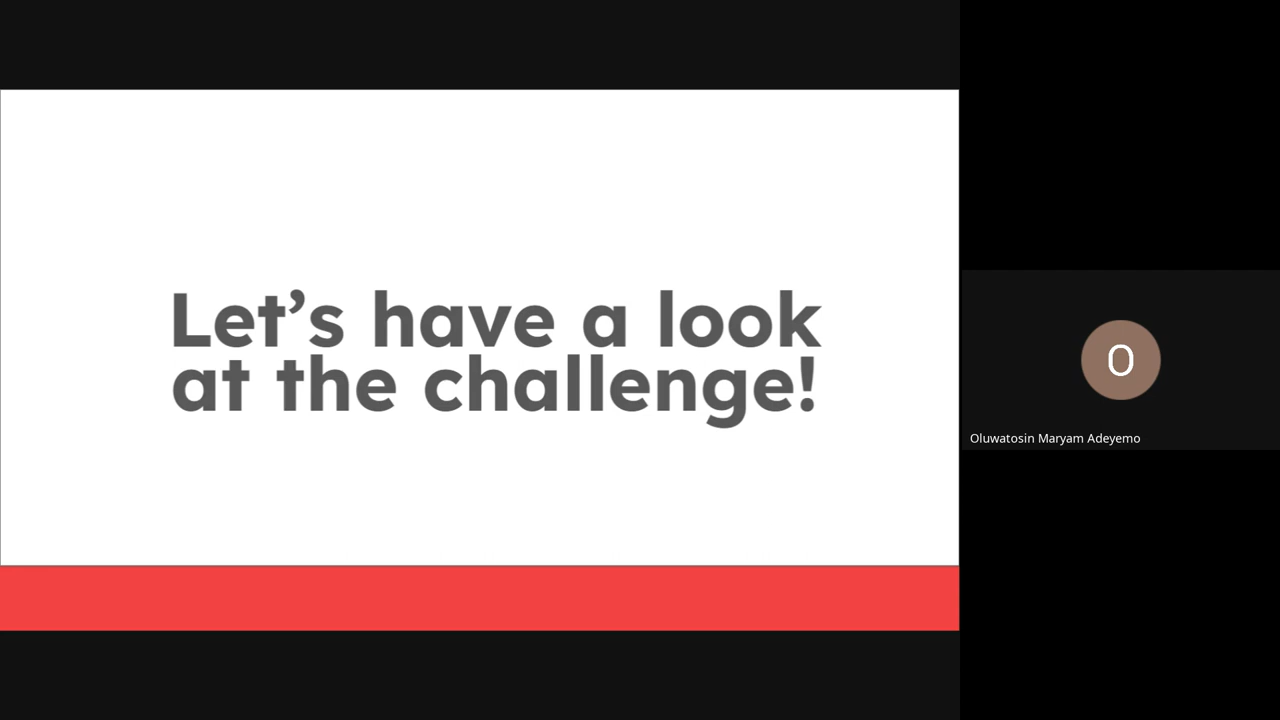 Let’s have a look
at the challenge!
O
Oluwatosin Maryam Adeyemo